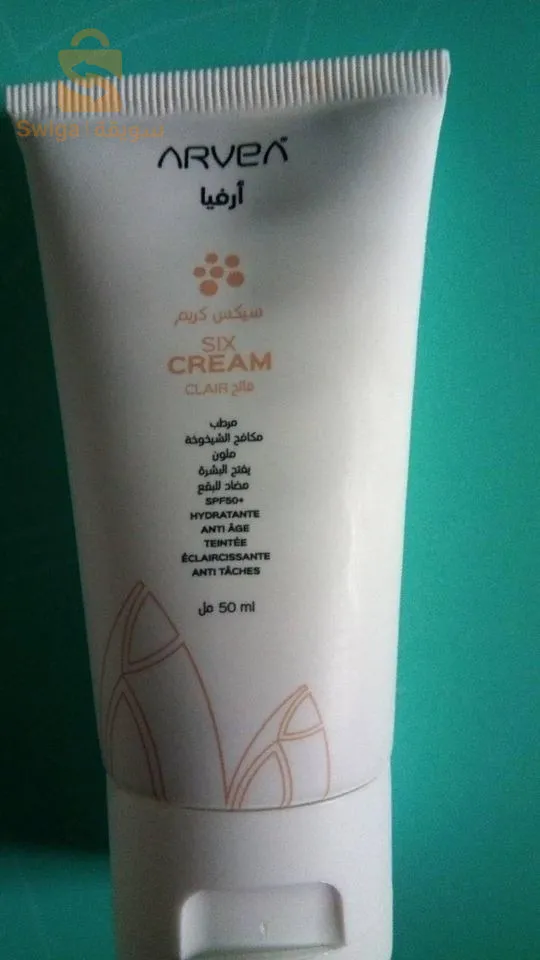 Swiga سويقة
ARVEA
أرفيا
سيكس كريم
SIX
CREAM
CLAIR فاتح
مرطب
مكافح الشيخوخة
ملون
يفتح البشرة
مضاد للبقع
SPF50+
HYDRATANTE
ANTI ÂGE
TEINTÉE
ÉCLAIRCISSANTE
ANTI TÂCHES
50 ml مل